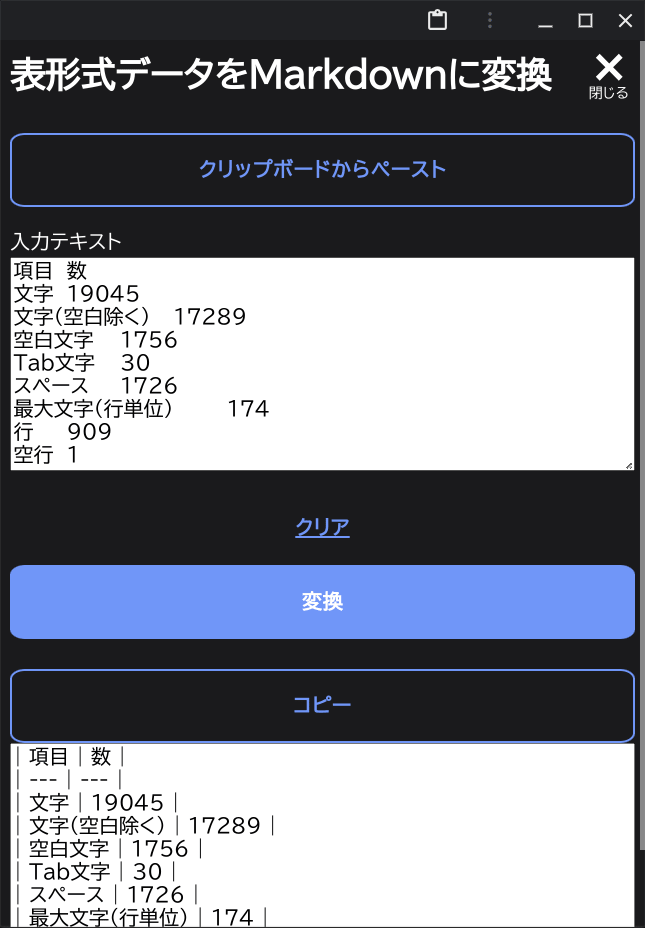 表形式データをMarkdownに変換
閉じる
クリップボードからペースト
入力テキスト
項目 数
文字 19045
文字(空白除く) 17289
空白文字 1756
Tab文字 30
スペース 1726
最大文字(行単位) 174
行 909
空行 1
クリア
変換
コピー
| 項目 | 数 |
| --- | --- |
| 文字 | 19045 |
| 文字(空白除く) | 17289 |
| 空白文字 | 1756 |
| Tab文字 | 30 |
| スペース | 1726 |
| 最大文字(行単位) | 174 |